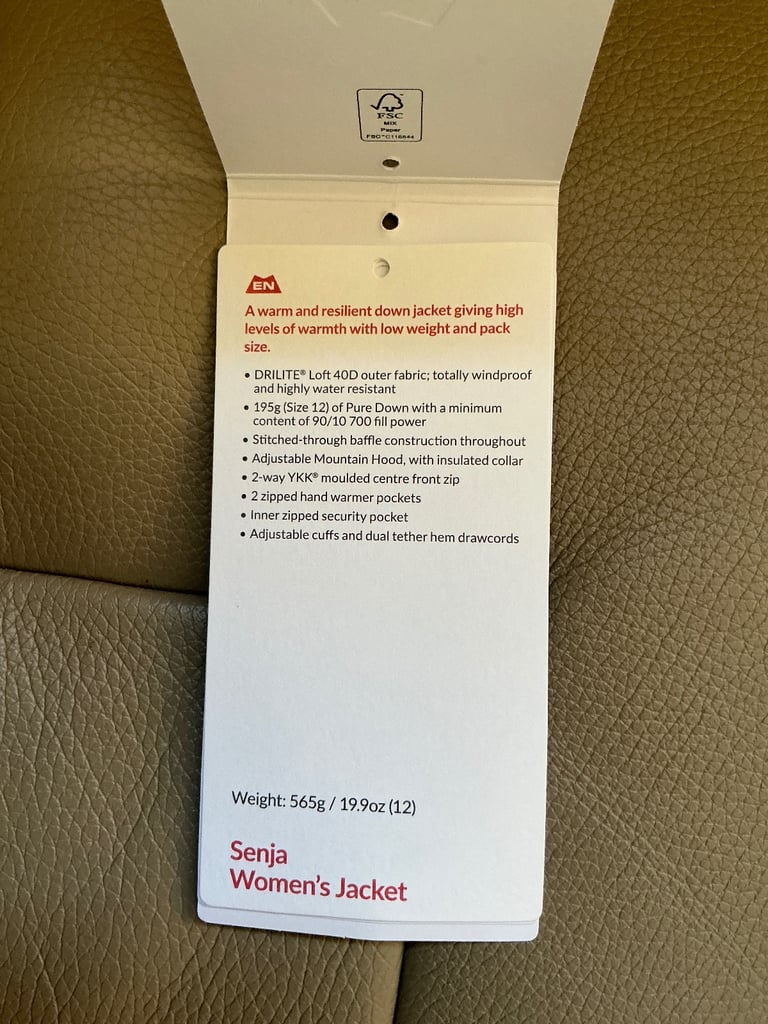 FSC
MIX
Paper
FSC® C116844
EN
A warm and resilient down jacket giving high
levels of warmth with low weight and pack
size.
• DRILITE® Loft 40D outer fabric; totally windproof
and highly water resistant
• 195g (Size 12) of Pure Down with a minimum
content of 90/10 700 fill power
• Stitched-through baffle construction throughout
• Adjustable Mountain Hood, with insulated collar
• 2-way YKK® moulded centre front zip
• 2 zipped hand warmer pockets
• Inner zipped security pocket
• Adjustable cuffs and dual tether hem drawcords
Weight: 565g / 19.9oz (12)
Senja
Women's Jacket